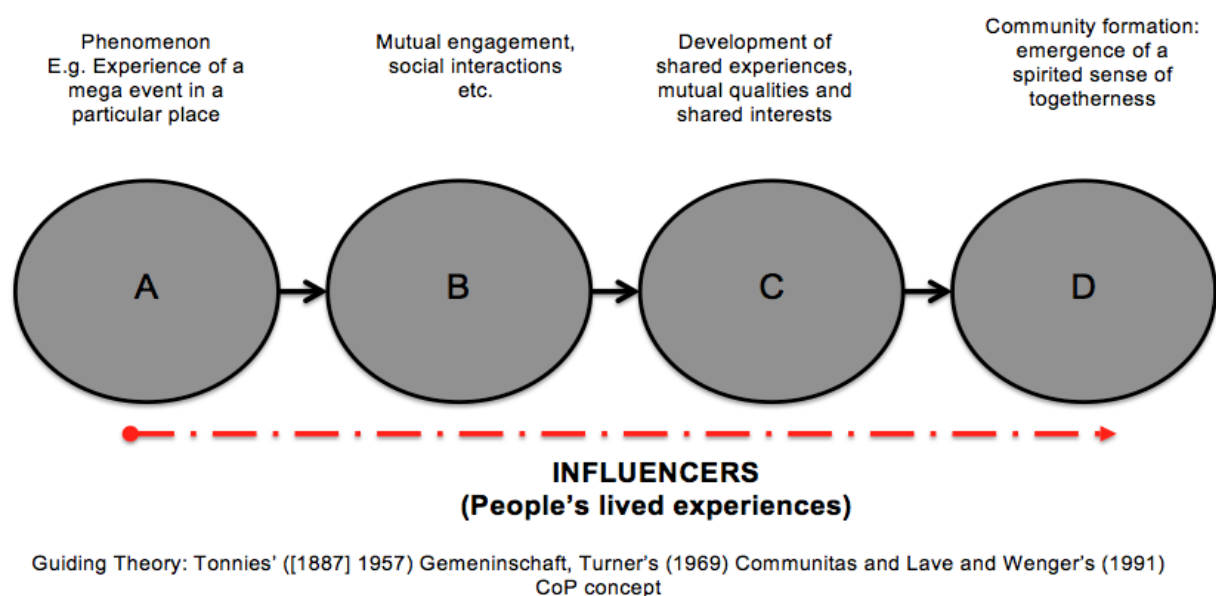 Phenomenon
E.g. Experience of a
mega event in a
particular place
Mutual engagement,
social interactions
etc.
Development of
shared experiences,
mutual qualities and
shared interests
Community formation:
emergence of a
spirited sense of
togetherness
A
B
C
D
INFLUENCERS
(People's lived experiences)
Guiding Theory: Tonnies' ([1887] 1957) Gemeninschaft, Turner's (1969) Communitas and Lave and Wenger's (1991)
CoP concept